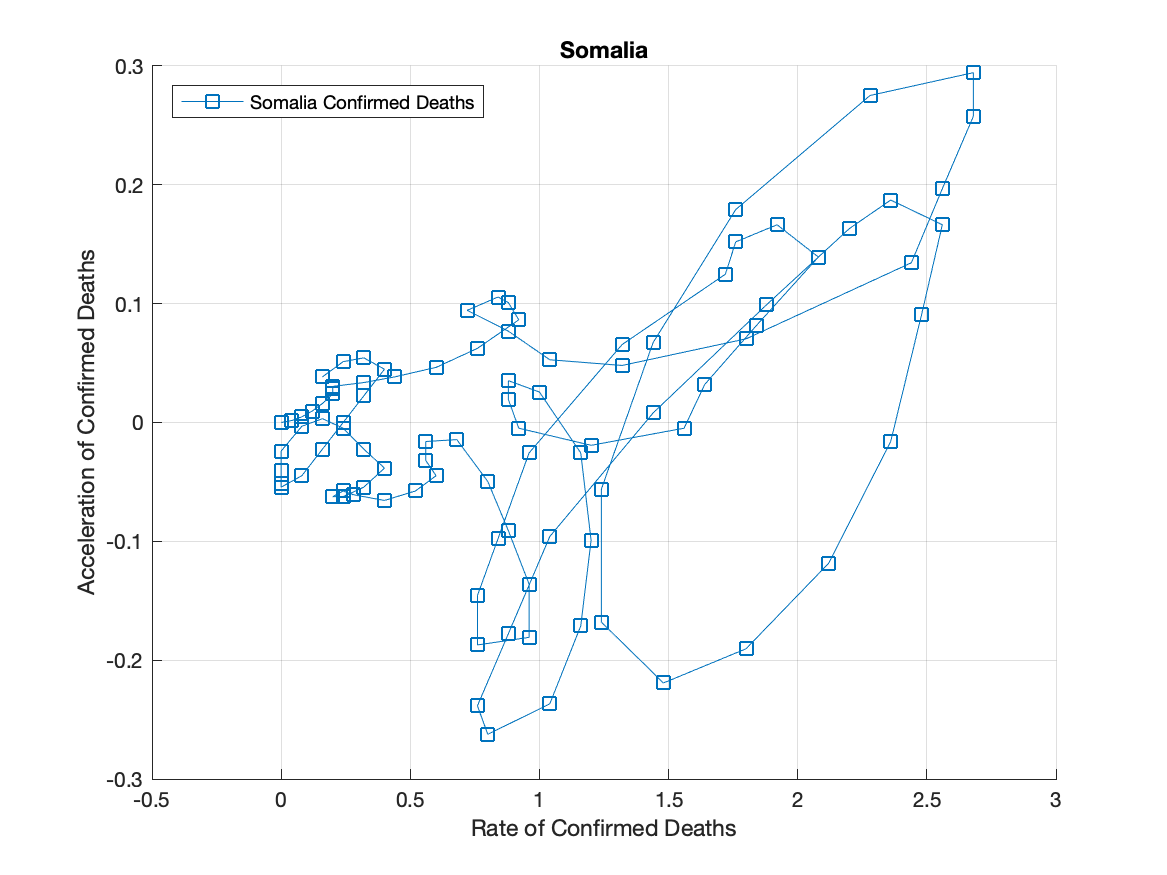 Somalia
Somalia Confirmed Deaths
Acceleration of Confirmed Deaths
0.3
0.2
0.1
0
-0.1
-0.2
-0.3
-0.5 0 0.5 1 1.5 2 2.5 3
Rate of Confirmed Deaths